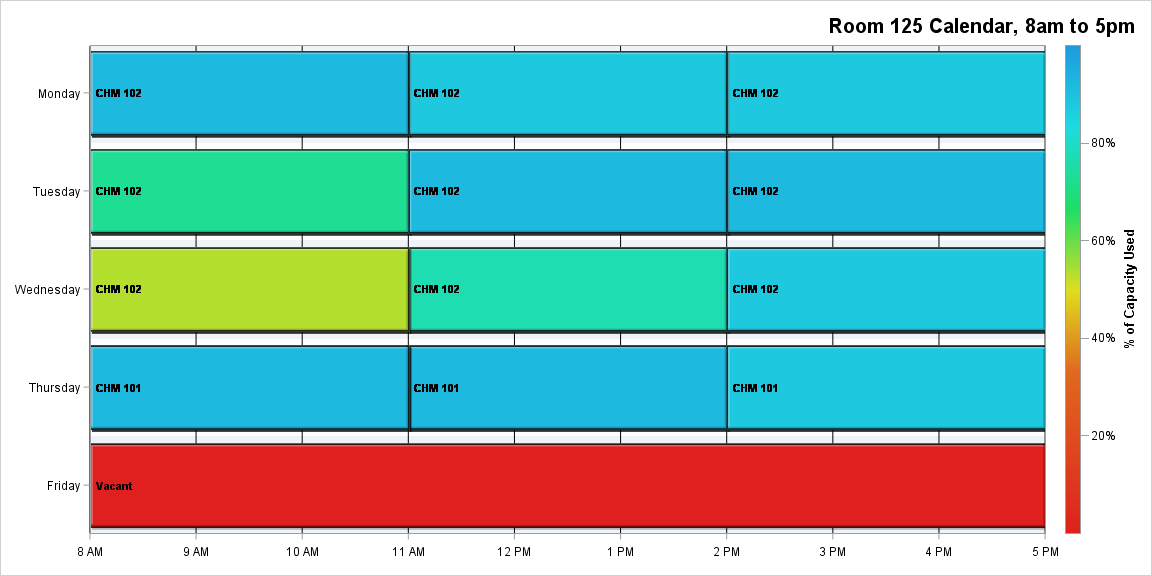 Room 125 Calendar, 8am to 5pm
Monday
CHM 102
CHM 102
CHM 102
Tuesday
CHM 102
CHM 102
CHM 102
Wednesday
CHM 102
CHM 102
CHM 102
Thursday
CHM 101
CHM 101
CHM 101
Friday
Vacant
8 AM
9 AM
10 AM
11 AM
12 PM
1 PM
2 PM
3 PM
4 PM
5 PM
80%
60%
40%
20%
% of Capacity Used